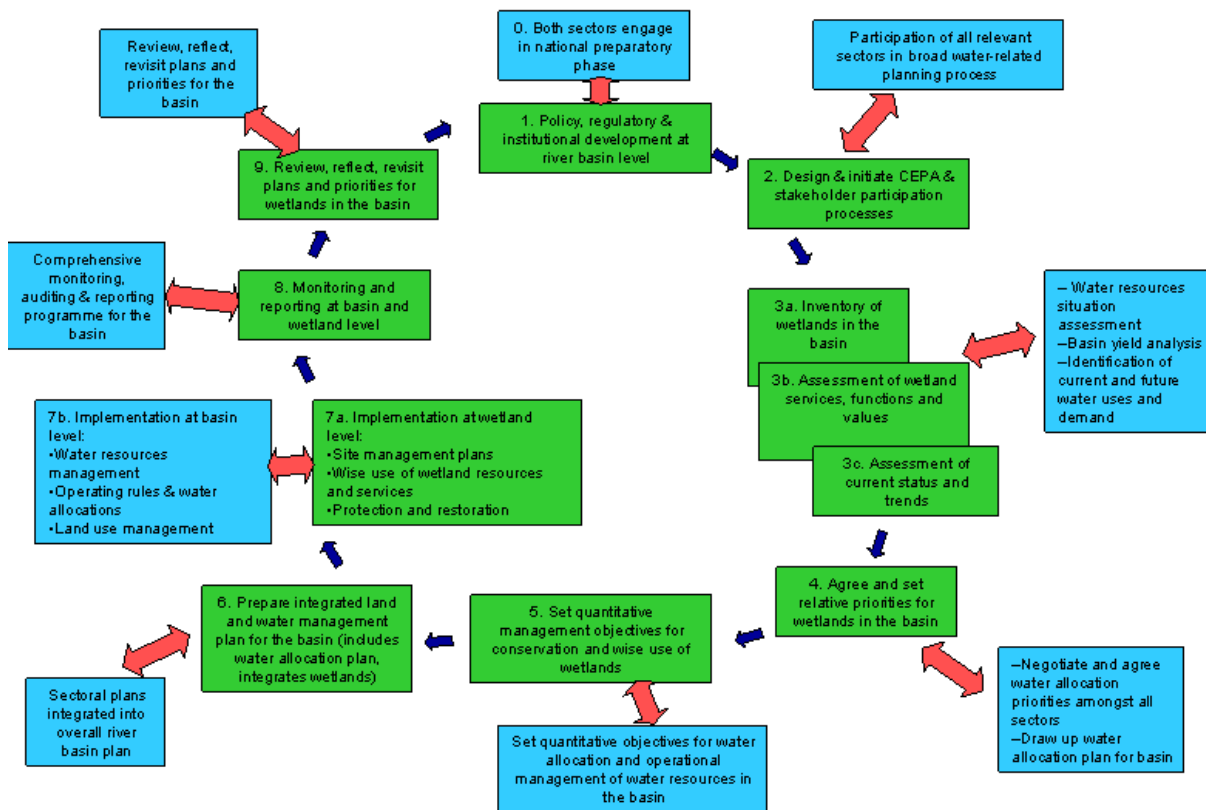 Review, reflect,
revisit plans and
priorities for the
basin
0. Both sectors engage
in national preparatory
phase
Participation of all relevant
sectors in broad water-related
planning process
1. Policy, regulatory &
institutional development at
river basin level
9. Review, reflect, revisit
plans and priorities for
wetlands in the basin
2. Design & initiate CEPA &
stakeholder participation
processes
Comprehensive
monitoring,
auditing & reporting
programme for the
basin
8. Monitoring and
reporting at basin and
wetland level
3a. Inventory of
wetlands in the
basin
3b. Assessment of wetland
services, functions and
values
3c. Assessment of
current status and
trends
– Water resources
situation
assessment
–Basin yield analysis
–Identification of
current and future
water uses and
demand
7b. Implementation at basin
level:
•Water resources
management
•Operating rules & water
allocations
•Land use management
7a. Implementation at wetland
level:
•Site management plans
•Wise use of wetland resources
and services
•Protection and restoration
4. Agree and set
relative priorities for
wetlands in the basin
5. Set quantitative
management objectives for
conservation and wise use of
wetlands
6. Prepare integrated land
and water management
plan for the basin (includes
water allocation plan,
integrates wetlands)
Sectoral plans
integrated into
overall river
basin plan
Set quantitative objectives for water
allocation and operational
management of water resources in
the basin
–Negotiate and agree
water allocation
priorities amongst all
sectors
–Draw up water
allocation plan for basin